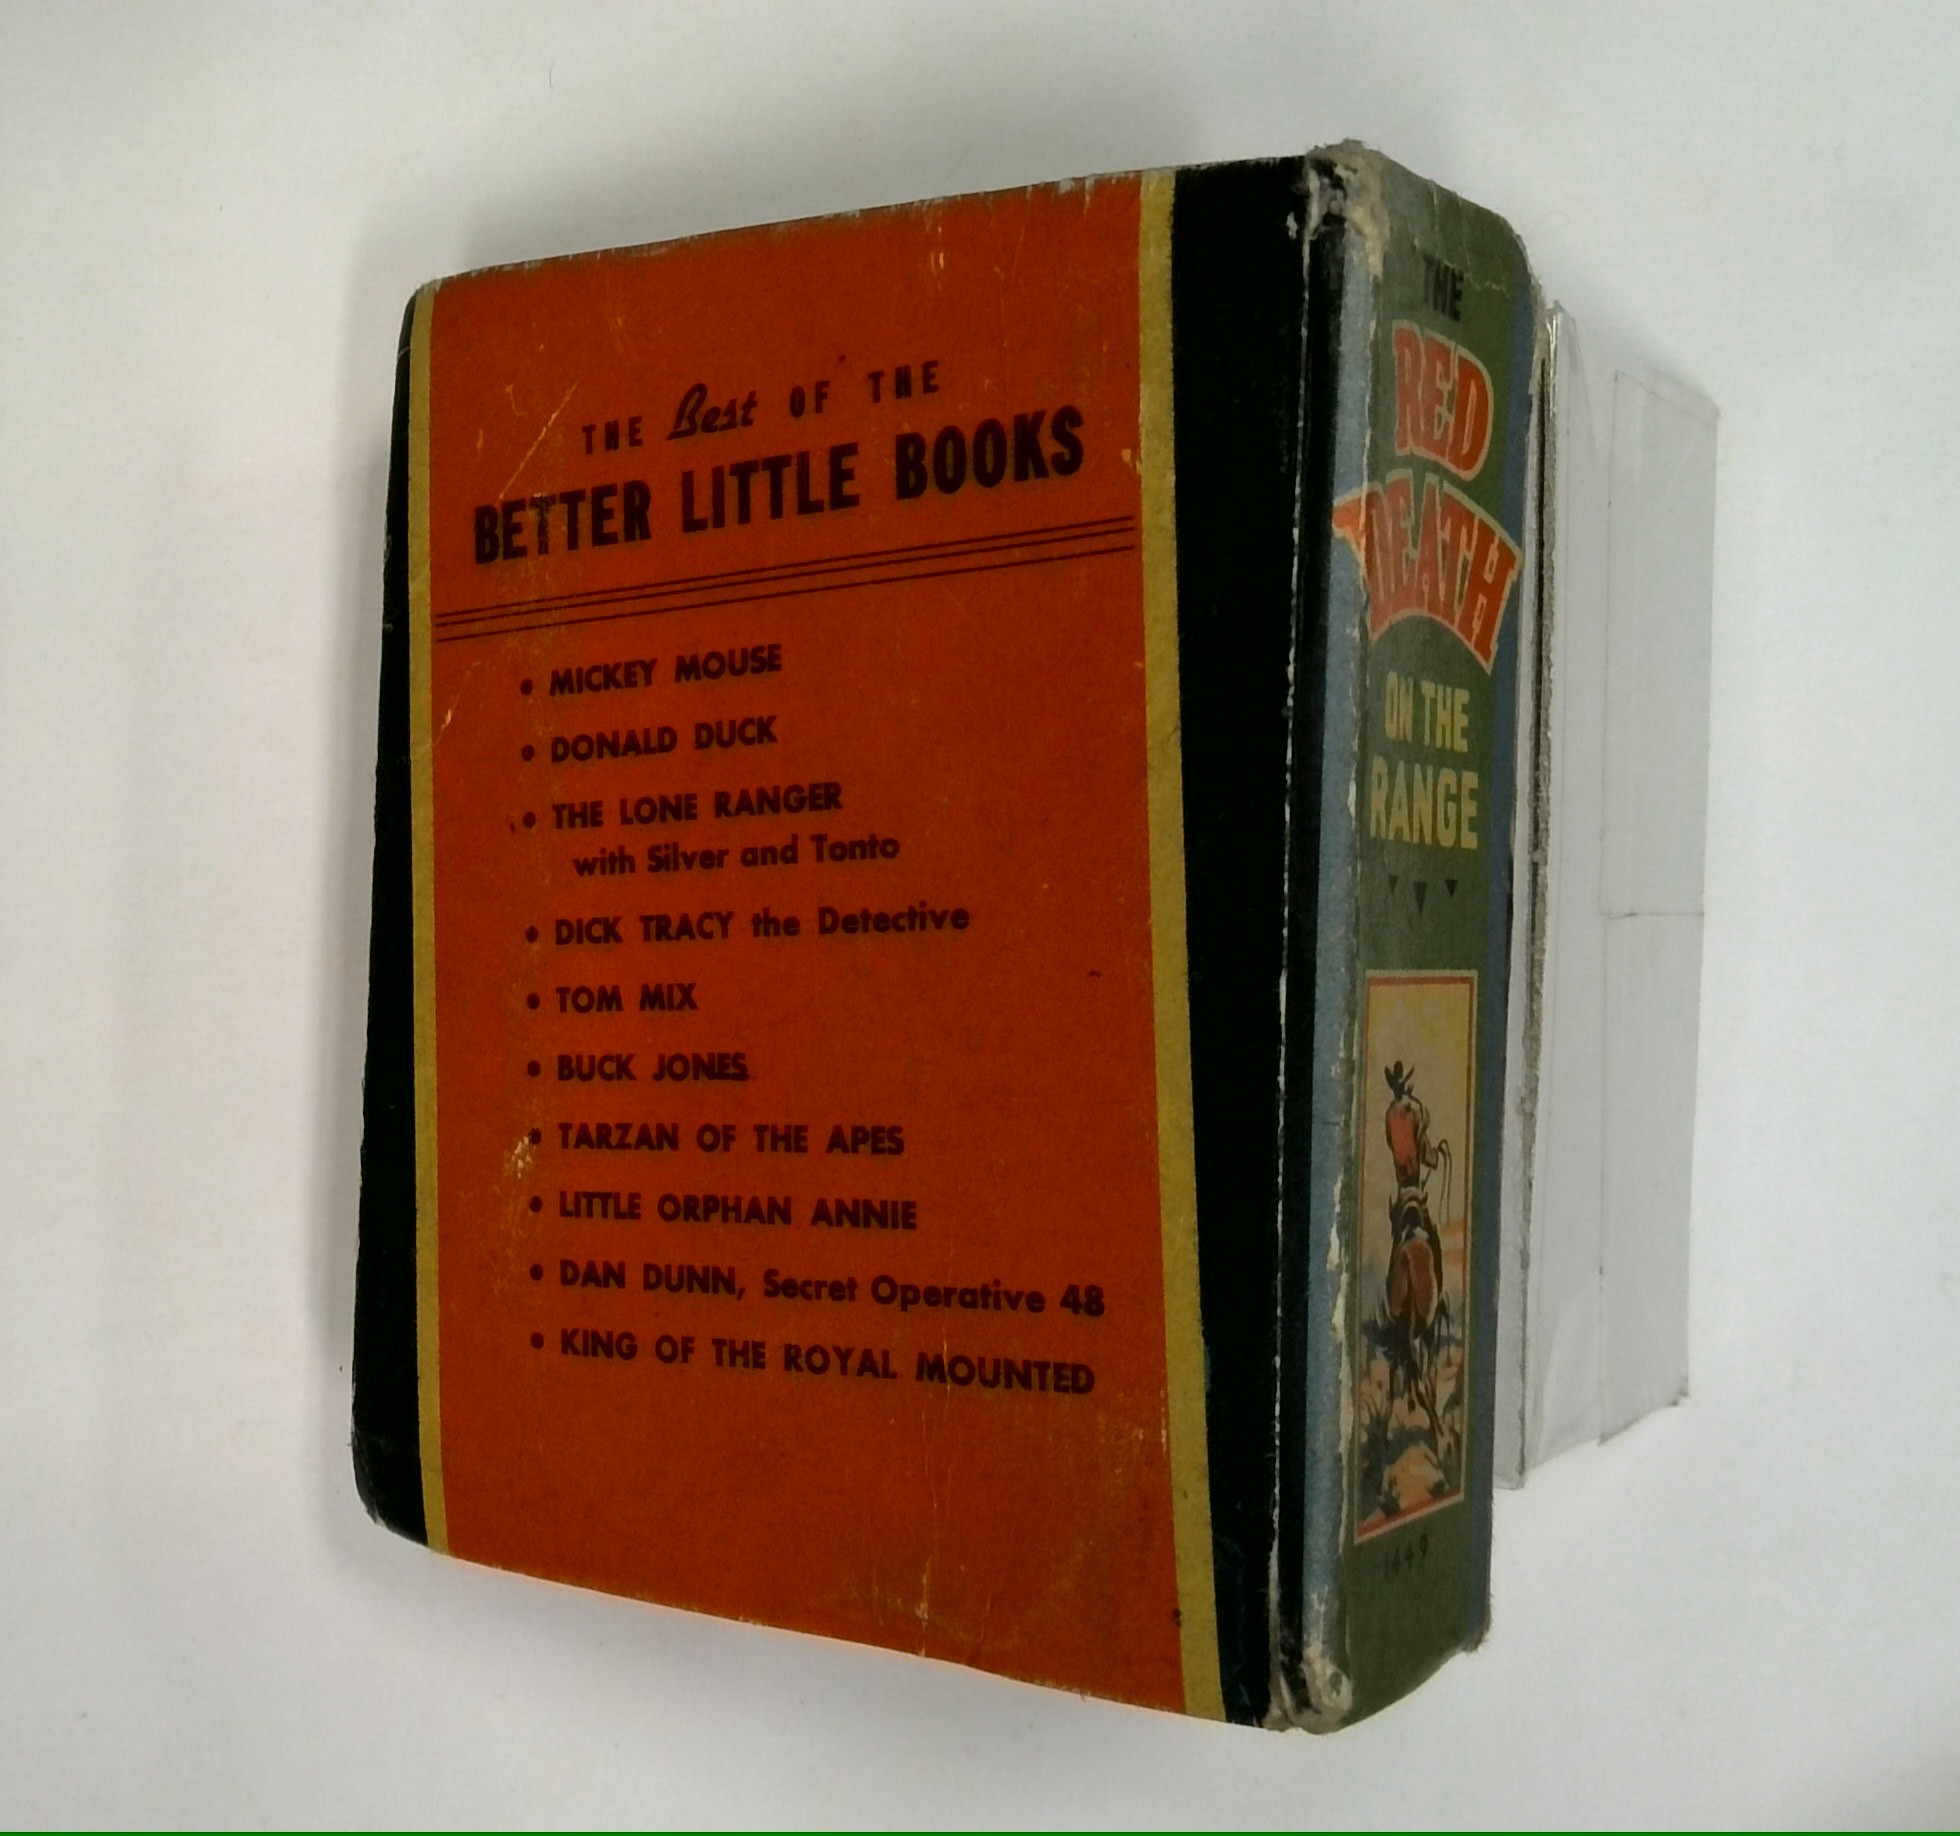 THE Best OF THE
BETTER LITTLE BOOKS
• MICKEY MOUSE
• DONALD DUCK
• THE LONE RANGER
with Silver and Tonto
• DICK TRACY the Detective
• TOM MIX
• BUCK JONES
• TARZAN OF THE APES
• LITTLE ORPHAN ANNIE
• DAN DUNN, Secret Operative 48
• KING OF THE ROYAL MOUNTED
THE
RED
DEATH
ON THE
RANGE
1449